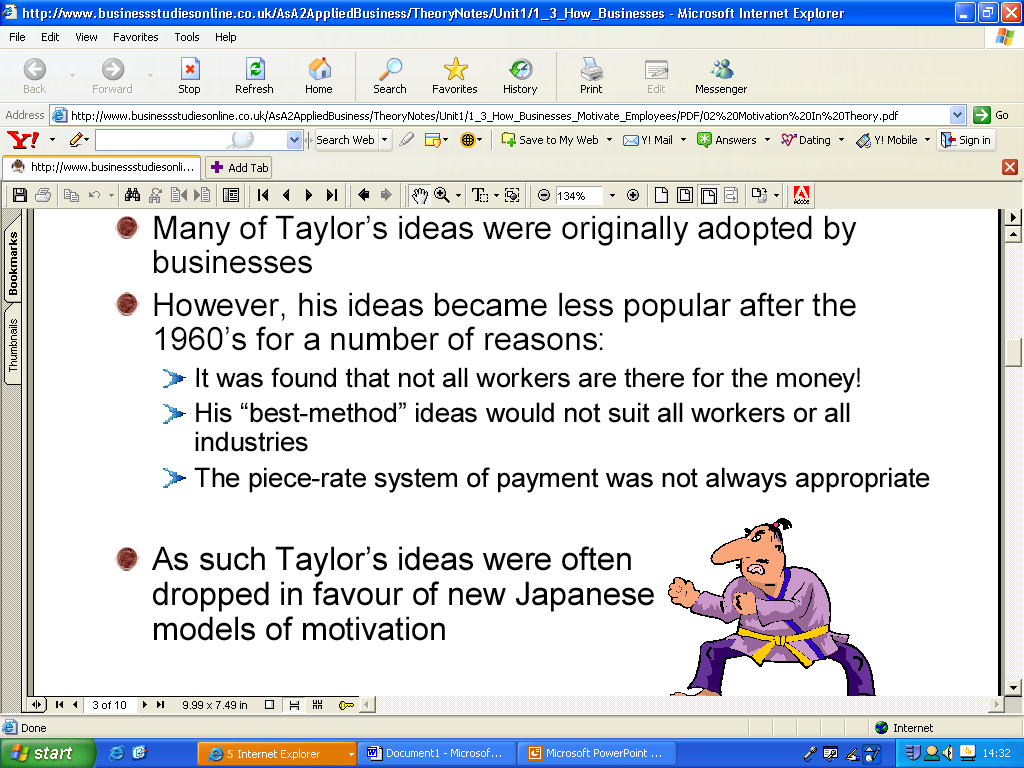 http://www.businessstudiesonline.co.uk/AsA2AppliedBusiness/TheoryNotes/Unit1/1_3_How_Businesses - Microsoft Internet Explorer
File Edit View Favorites Tools Help
Back Forward Stop Refresh Home Search Favorites History Print Edit Messenger
Address http://www.businessstudiesonline.co.uk/AsA2AppliedBusiness/TheoryNotes/Unit1/1_3_How_Businesses_Motivate_Employees/PDF/02%20Motivation%20In%20Theory.pdf Go
Y! Search Web Save to My Web Y! Mail Answers Dating Y! Mobile Sign in
http://www.businessstudiesonli... Add Tab
134% Adobe
Bookmarks
Thumbnails
Many of Taylor's ideas were originally adopted by
businesses
However, his ideas became less popular after the
1960's for a number of reasons:
It was found that not all workers are there for the money!
His “best-method” ideas would not suit all workers or all
industries
The piece-rate system of payment was not always appropriate
As such Taylor's ideas were often
dropped in favour of new Japanese
models of motivation
3 of 10 9.99 x 7.49 in
Done Internet
start 5 Internet Explorer Document1 - Microsof... Microsoft PowerPoint ... 14:32